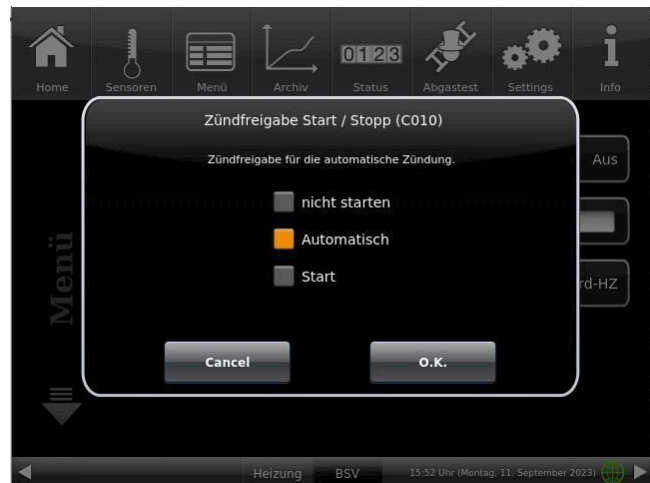 Home
Sensoren
Menü
Archiv
0123
Status
Abgastest
Settings
i
Info
Zündfreigabe Start / Stopp (C010)
Zündfreigabe für die automatische Zündung.
Aus
nicht starten
Automatisch
Start
Menü
rd-HZ
Cancel
O.K.
Heizung
BSV
15:52 Uhr (Montag, 11. September 2023)